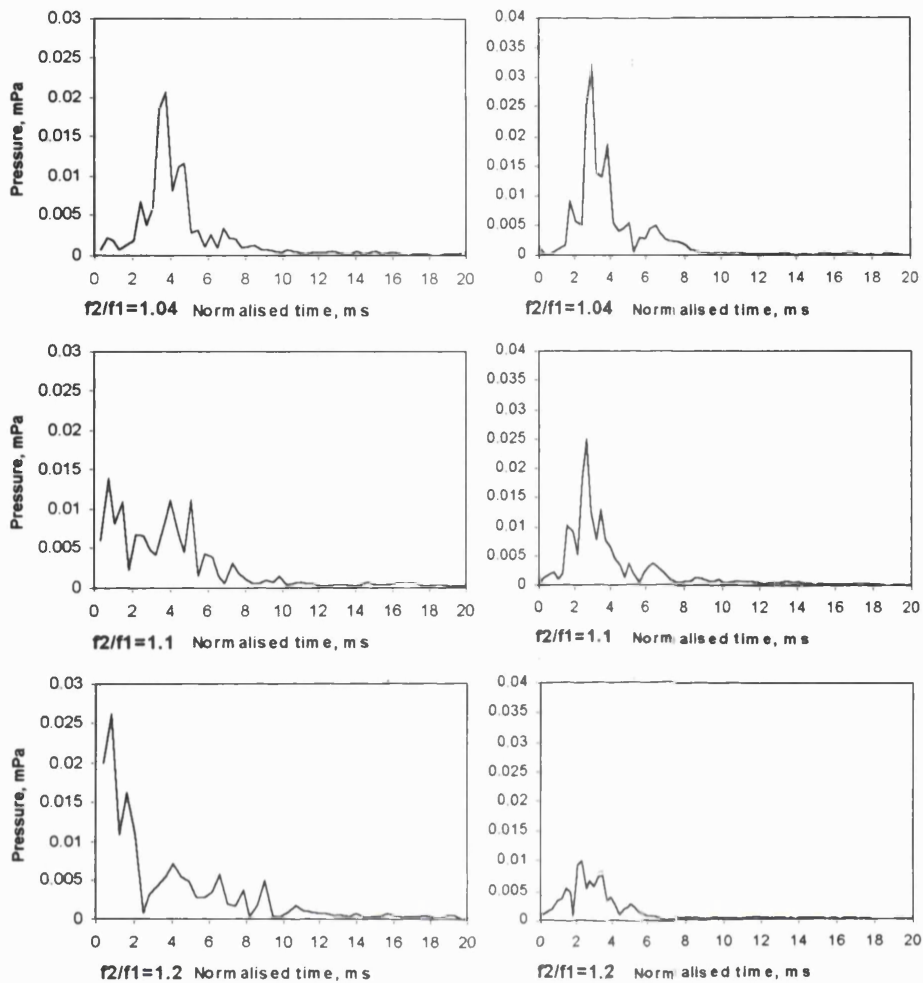 0.03 0.04
0.025 0.035
0.02 0.03
0.015 0.025
0.01 0.02
0.005 0.015
0 0.01
0.005
0
Pressure, mPa
0 2 4 6 8 10 12 14 16 18 20
0 2 4 6 8 10 12 14 16 18 20
f2/f1=1.04 Normalised time, ms
f2/f1=1.04 Normalised time, ms
0.03 0.04
0.025 0.035
0.02 0.03
0.015 0.025
0.01 0.02
0.005 0.015
0 0.01
0.005
0
Pressure, mPa
0 2 4 6 8 10 12 14 16 18 20
0 2 4 6 8 10 12 14 16 18 20
f2/f1=1.1 Normalised time, ms
f2/f1=1.1 Normalised time, ms
0.03 0.04
0.025 0.035
0.02 0.03
0.015 0.025
0.01 0.02
0.005 0.015
0 0.01
0.005
0
Pressure, mPa
0 2 4 6 8 10 12 14 16 18 20
0 2 4 6 8 10 12 14 16 18 20
f2/f1=1.2 Normalised time, ms
f2/f1=1.2 Normalised time, ms